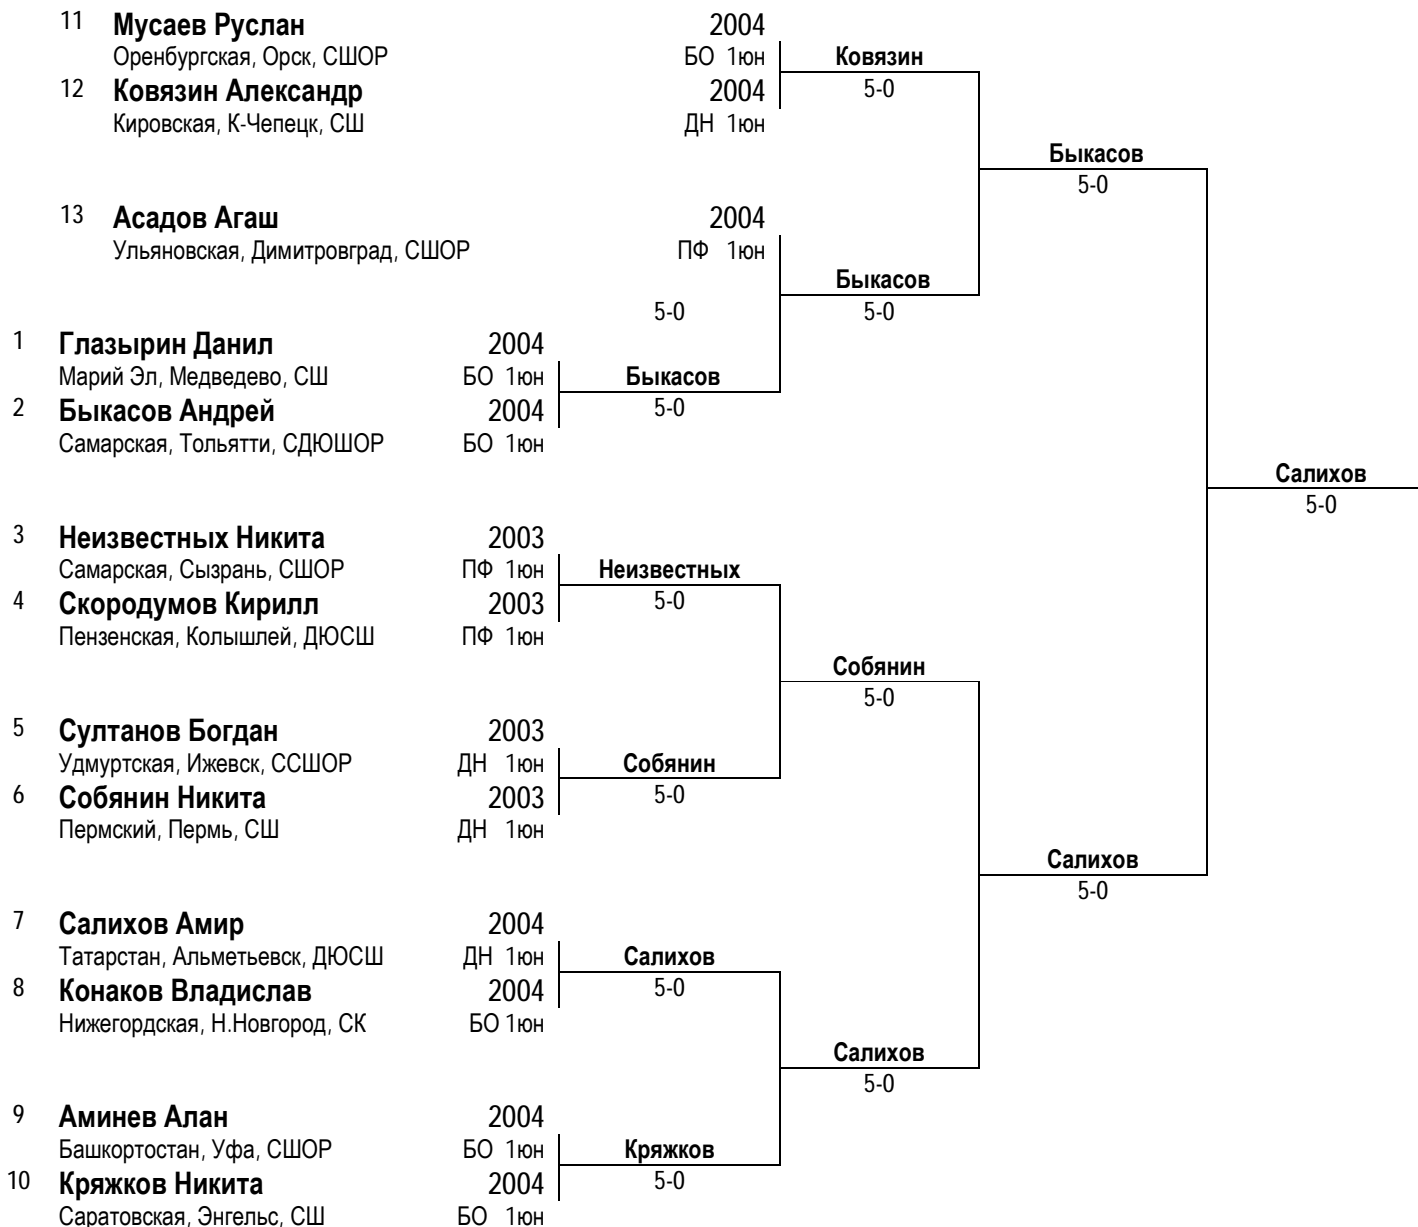 11 Мусаев Руслан 2004
Оренбургская, Орск, СШОР БО 1юн Ковязин
12 Ковязин Александр 2004 5-0
Кировская, К-Чепецк, СШ ДН 1юн
Быкасов
5-0
13 Асадов Агаш 2004
Ульяновская, Димитровград, СШОР ПФ 1юн
Быкасов
5-0 5-0
1 Глазырин Данил 2004
Марий Эл, Медведево, СШ БО 1юн Быкасов
2 Быкасов Андрей 2004 5-0
Самарская, Тольятти, СДЮШОР БО 1юн
Салихов
5-0
3 Неизвестных Никита 2003
Самарская, Сызрань, СШОР ПФ 1юн Неизвестных
4 Скородумов Кирилл 2003 5-0
Пензенская, Колышлей, ДЮСШ ПФ 1юн
Собянин
5-0
5 Султанов Богдан 2003
Удмуртская, Ижевск, ССШОР ДН 1юн Собянин
6 Собянин Никита 2003 5-0
Пермский, Пермь, СШ ДН 1юн
Салихов
5-0
7 Салихов Амир 2004
Татарстан, Альметьевск, ДЮСШ ДН 1юн Салихов
8 Конаков Владислав 2004 5-0
Нижегордская, Н.Новгород, СК БО 1юн
Салихов
5-0
9 Аминев Алан 2004
Башкортостан, Уфа, СШОР БО 1юн Кряжков
10 Кряжков Никита 2004 5-0
Саратовская, Энгельс, СШ БО 1юн